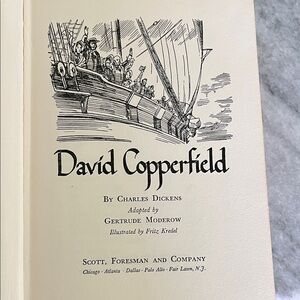 David Copperfield
BY CHARLES DICKENS
Adapted by
GERTRUDE MODEROW
Illustrated by Fritz Kredel
SCOTT, FORESMAN AND COMPANY
Chicago · Atlanta · Dallas · Palo Alto · Fair Lawn, N.J.